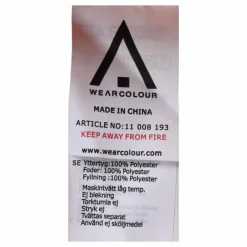 WEARCOLOUR
MADE IN CHINA
ARTICLE NO:11 008 193
KEEP AWAY FROM FIRE
www.wearcolour.com
SE Yttertyg:100% Polyester
Foder: 100% Polyester
Fyllning :100% Polyester
Maskintvätt låg temp.
Ej blekning
Torktumla ej
Stryk ej
Tvättas separat
Använd ej sköljmedel